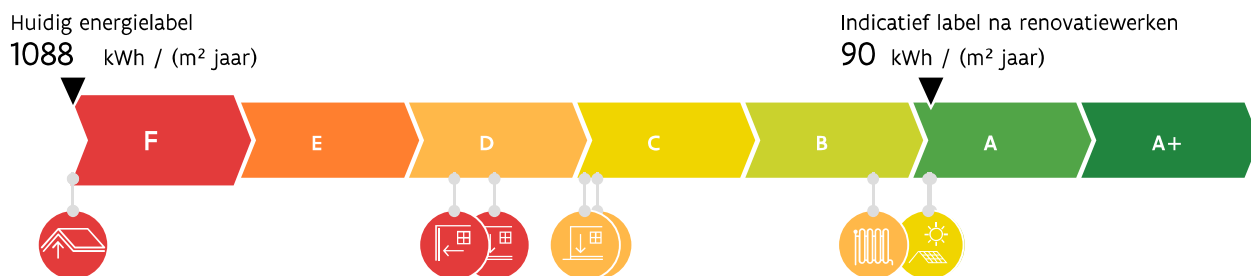 Huidig energielabel
1088 kWh / (m² jaar)
Indicatief label na renovatiewerken
90 kWh / (m² jaar)
F E D C B A A+